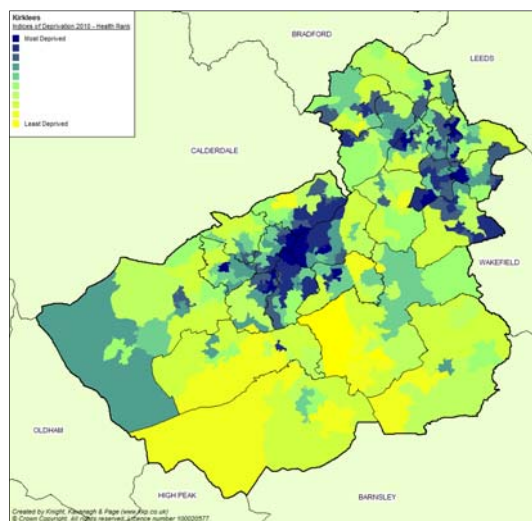 Kirklees
Indices of Deprivation 2010 - Health Rank
Most Deprived
Least Deprived
BRADFORD
LEEDS
CALDERDALE
WAKEFIELD
OLDHAM
HIGH PEAK
BARNSLEY
Created by Knight, Kavanagh & Page (www.kkp.co.uk)
© Crown Copyright. All rights reserved. Licence number 100020577.